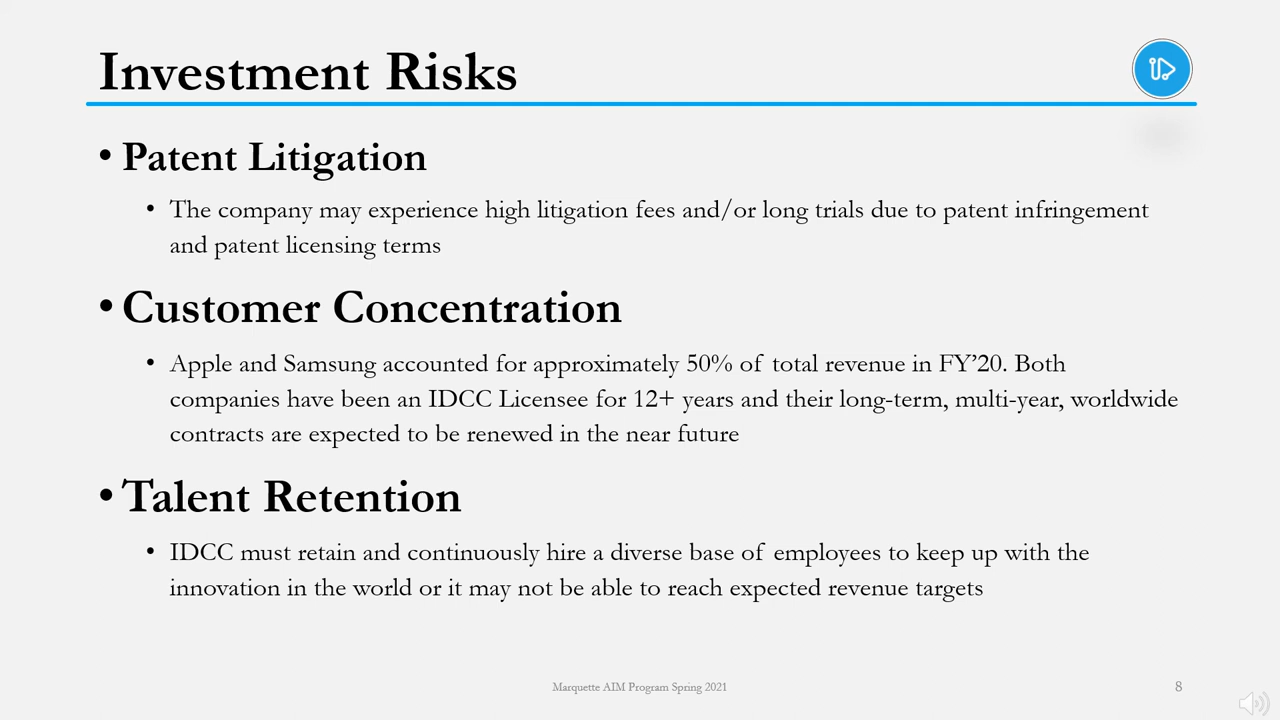 Investment Risks
• Patent Litigation
• The company may experience high litigation fees and/or long trials due to patent infringement
and patent licensing terms
• Customer Concentration
• Apple and Samsung accounted for approximately 50% of total revenue in FY’20. Both
companies have been an IDCC Licensee for 12+ years and their long-term, multi-year, worldwide
contracts are expected to be renewed in the near future
• Talent Retention
• IDCC must retain and continuously hire a diverse base of employees to keep up with the
innovation in the world or it may not be able to reach expected revenue targets
Marquette AIM Program Spring 2021
8